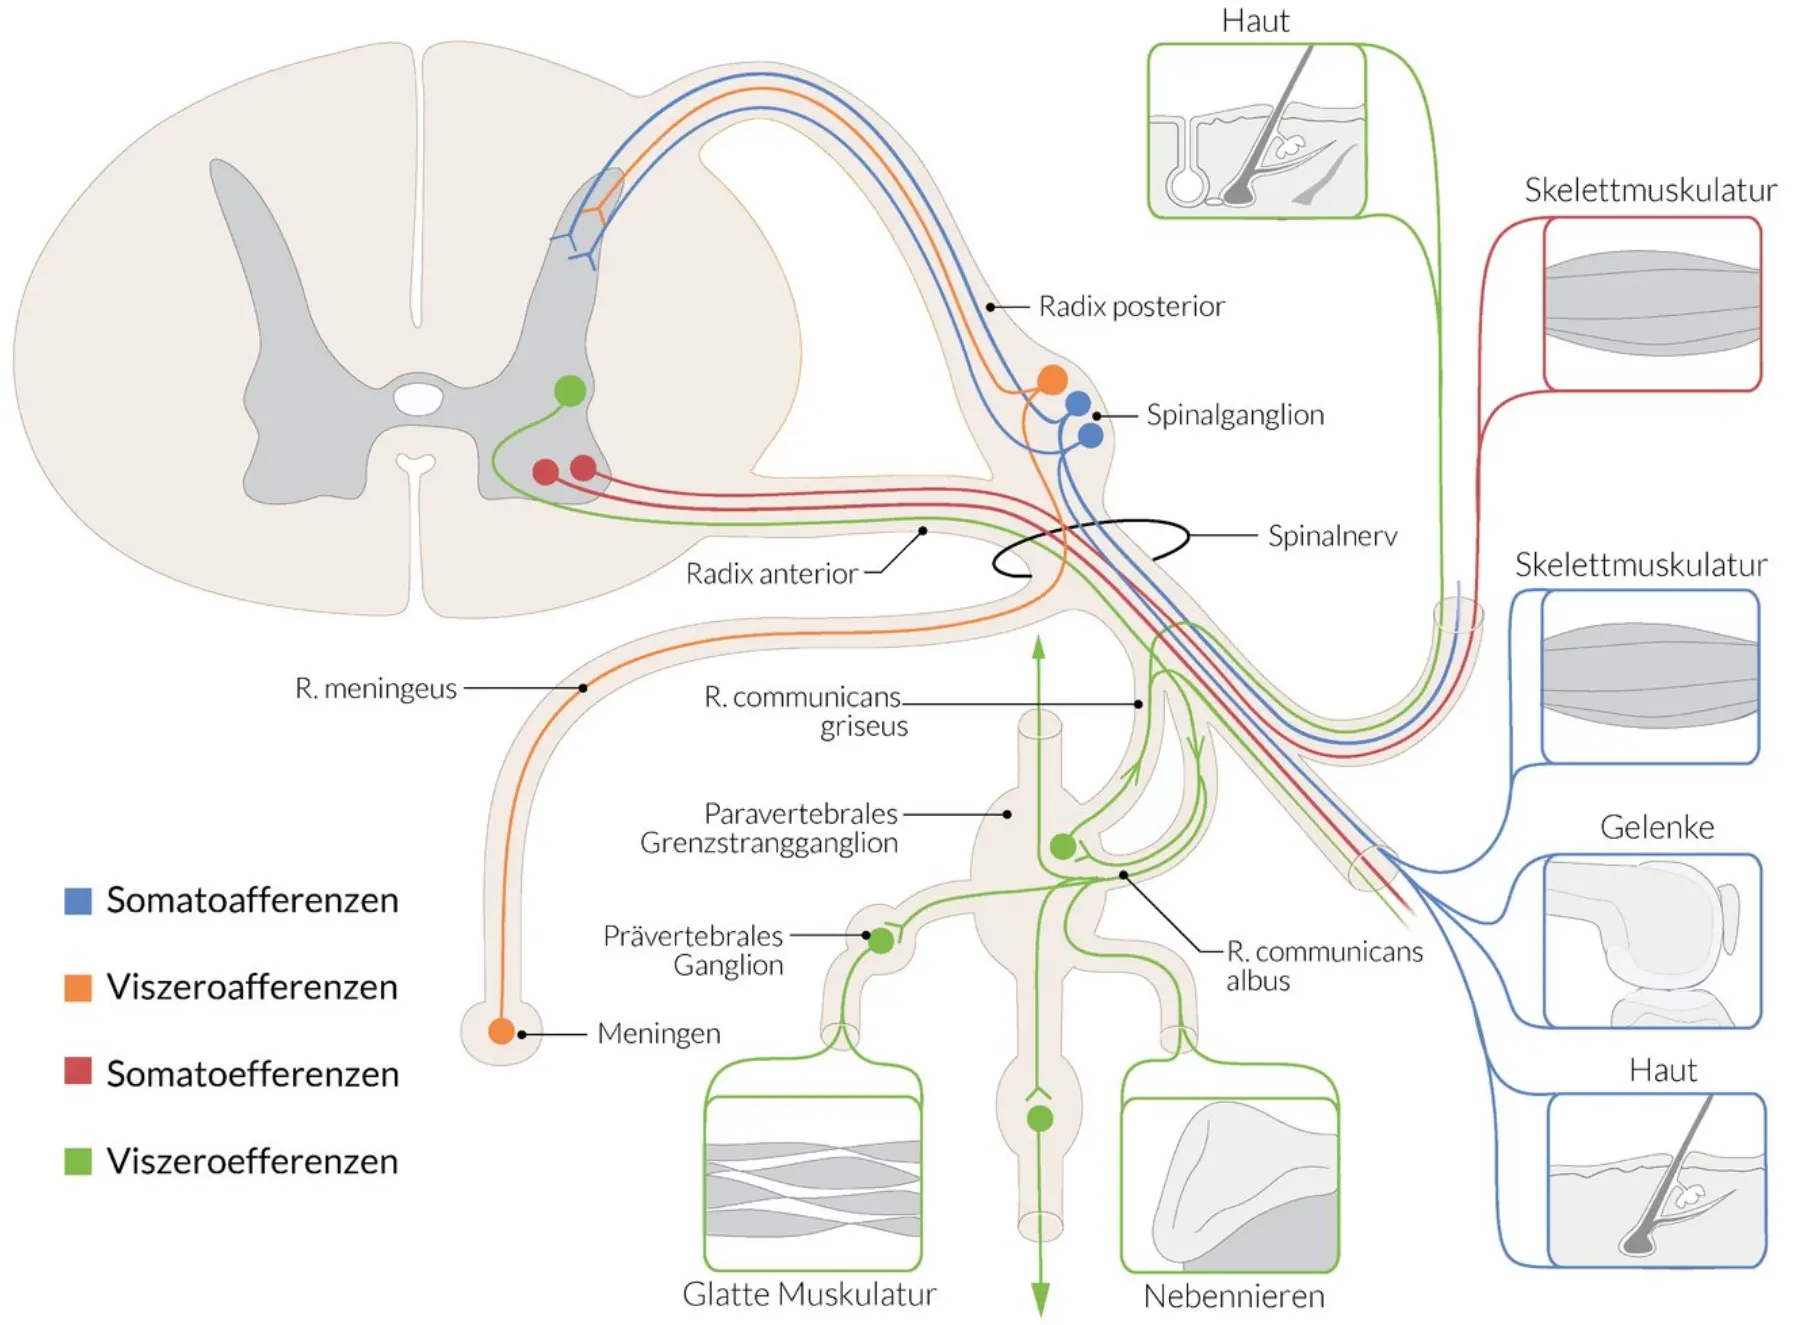 Haut
Skelettmuskulatur
Radix posterior
Spinalganglion
Spinalnerv
Radix anterior
Skelettmuskulatur
R. meningeus
R. communicans
griseus
Paravertebrales
Grenzstrangganglion
Gelenke
Somatoafferenzen
Prävertebrales
Ganglion
R. communicans
albus
Viszeroafferenzen
Meningen
Somatoefferenzen
Haut
Viszeroefferenzen
Glatte Muskulatur
Nebennieren